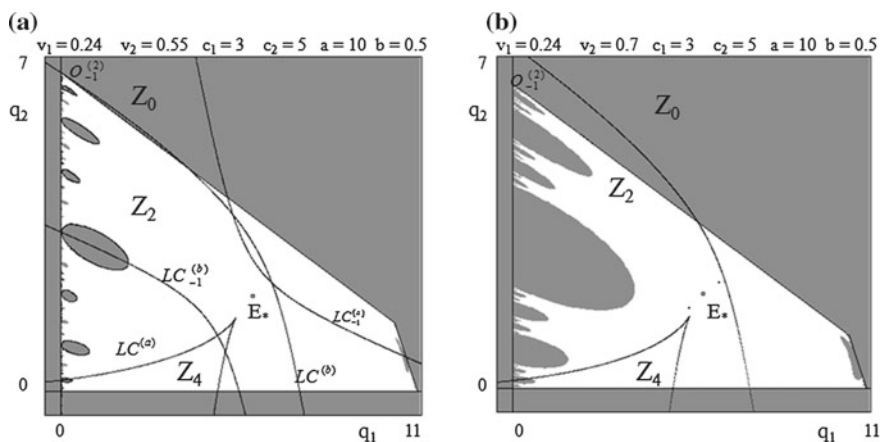 (a)
v₁ = 0.24 v₂ = 0.55 c₁ = 3 c₂ = 5 a = 10 b = 0.5
7
O₋₁⁽²⁾
Z₀
q₂
Z₂
LC₋₁⁽ᵇ⁾
E*
LC₋₁⁽ᵃ⁾
LC⁽ᵃ⁾
Z₄
LC⁽ᵇ⁾
0
0 q₁ 11
(b)
v₁ = 0.24 v₂ = 0.7 c₁ = 3 c₂ = 5 a = 10 b = 0.5
7
O₋₁⁽²⁾
Z₀
q₂
Z₂
E*
Z₄
0
0 q₁ 11